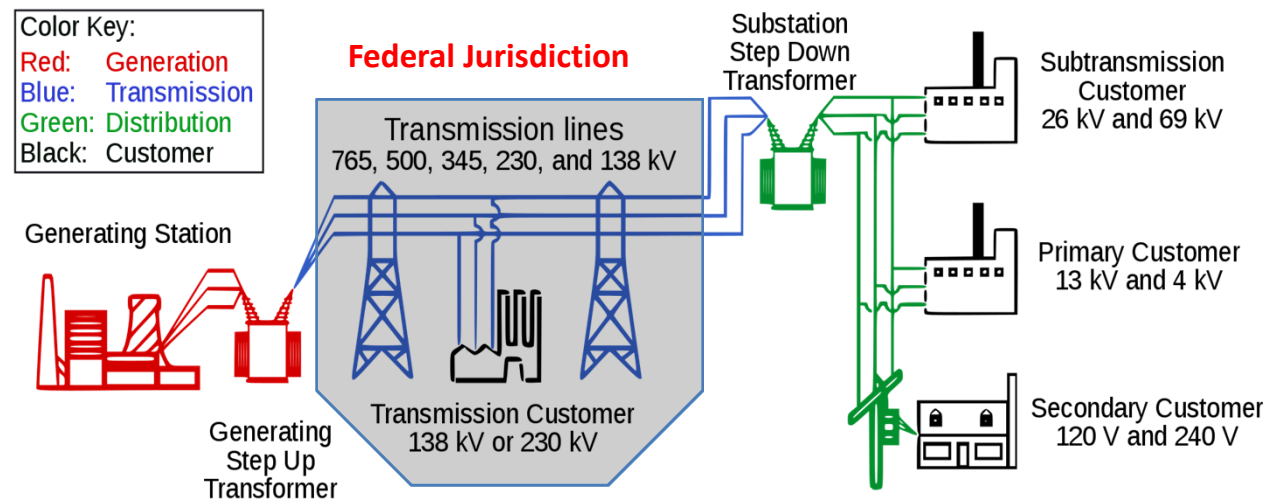 Color Key:
Red: Generation
Blue: Transmission
Green: Distribution
Black: Customer
Federal Jurisdiction
Transmission lines
765, 500, 345, 230, and 138 kV
Substation
Step Down
Transformer
Subtransmission
Customer
26 kV and 69 kV
Generating Station
Primary Customer
13 kV and 4 kV
Transmission Customer
138 kV or 230 kV
Generating
Step Up
Transformer
Secondary Customer
120 V and 240 V